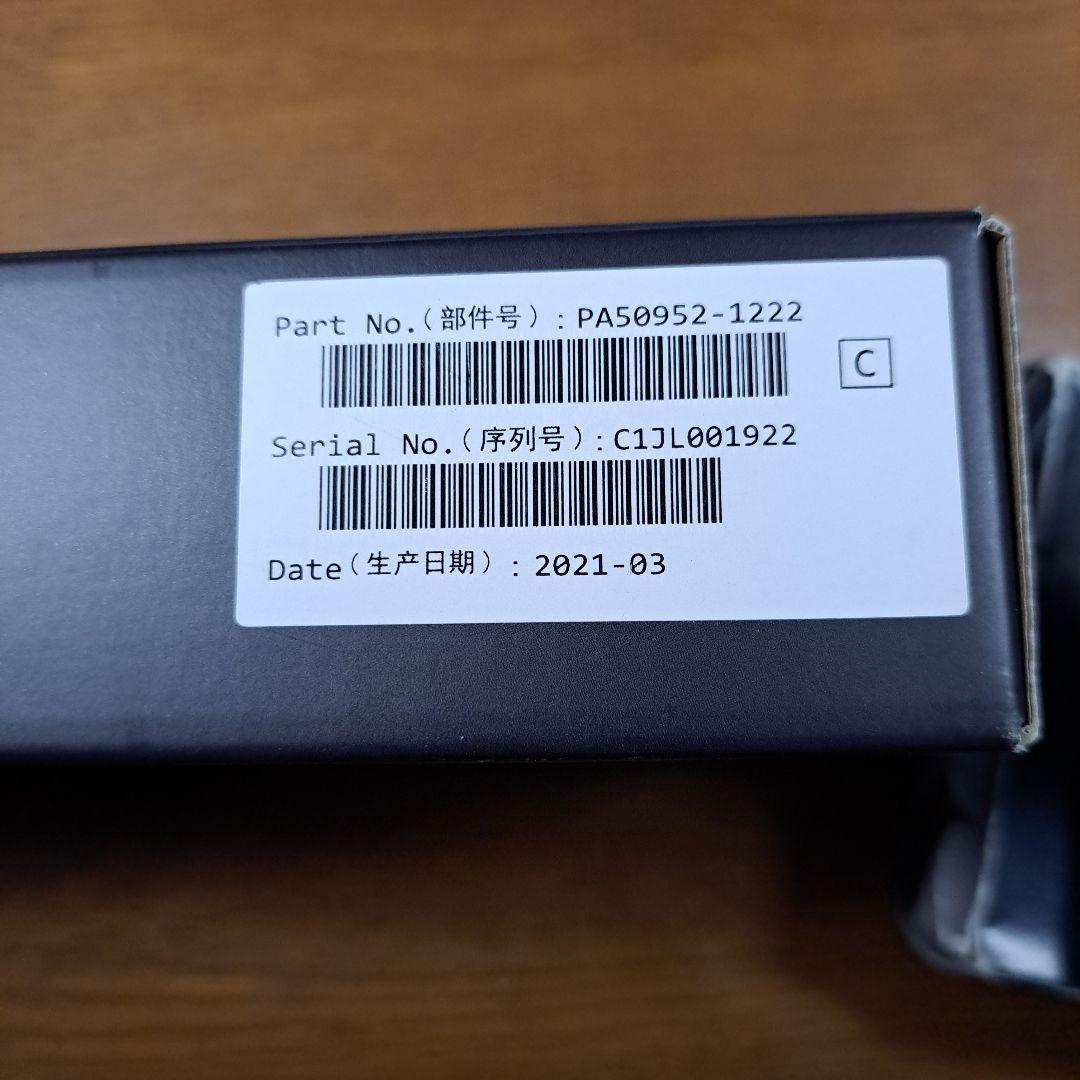 Part No.（部件号）: PA50952-1222
C
Serial No.（序列号）: C1JL001922
Date（生产日期）: 2021-03